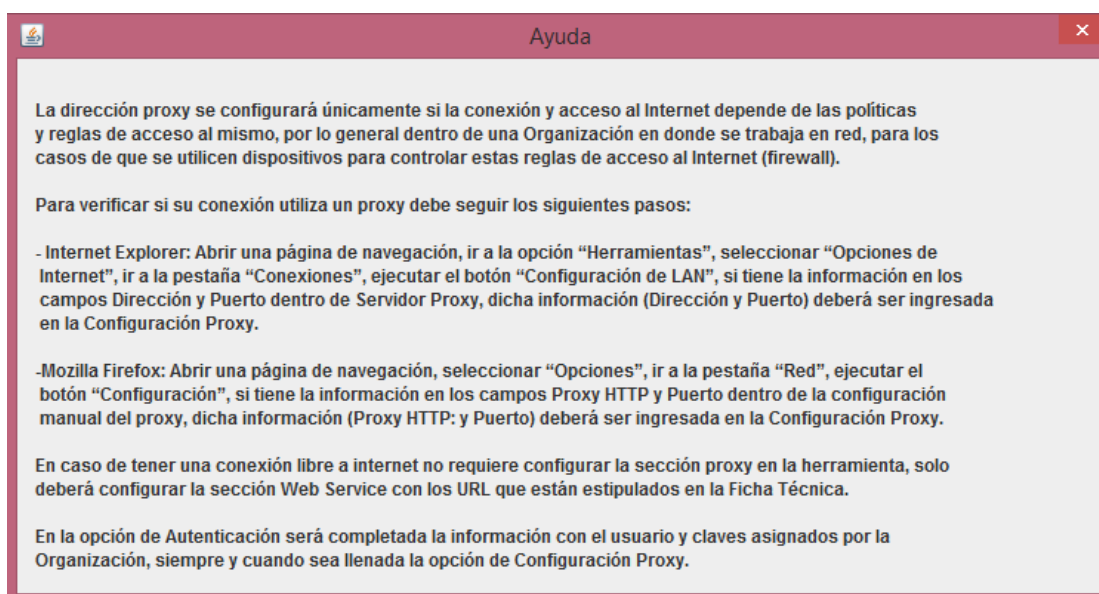 Ayuda
La dirección proxy se configurará únicamente si la conexión y acceso al Internet depende de las políticas
y reglas de acceso al mismo, por lo general dentro de una Organización en donde se trabaja en red, para los
casos de que se utilicen dispositivos para controlar estas reglas de acceso al Internet (firewall).
Para verificar si su conexión utiliza un proxy debe seguir los siguientes pasos:
- Internet Explorer: Abrir una página de navegación, ir a la opción “Herramientas”, seleccionar “Opciones de
Internet”, ir a la pestaña “Conexiones”, ejecutar el botón “Configuración de LAN”, si tiene la información en los
campos Dirección y Puerto dentro de Servidor Proxy, dicha información (Dirección y Puerto) deberá ser ingresada
en la Configuración Proxy.
-Mozilla Firefox: Abrir una página de navegación, seleccionar “Opciones”, ir a la pestaña “Red”, ejecutar el
botón “Configuración”, si tiene la información en los campos Proxy HTTP y Puerto dentro de la configuración
manual del proxy, dicha información (Proxy HTTP: y Puerto) deberá ser ingresada en la Configuración Proxy.
En caso de tener una conexión libre a internet no requiere configurar la sección proxy en la herramienta, solo
deberá configurar la sección Web Service con los URL que están estipulados en la Ficha Técnica.
En la opción de Autenticación será completada la información con el usuario y claves asignados por la
Organización, siempre y cuando sea llenada la opción de Configuración Proxy.